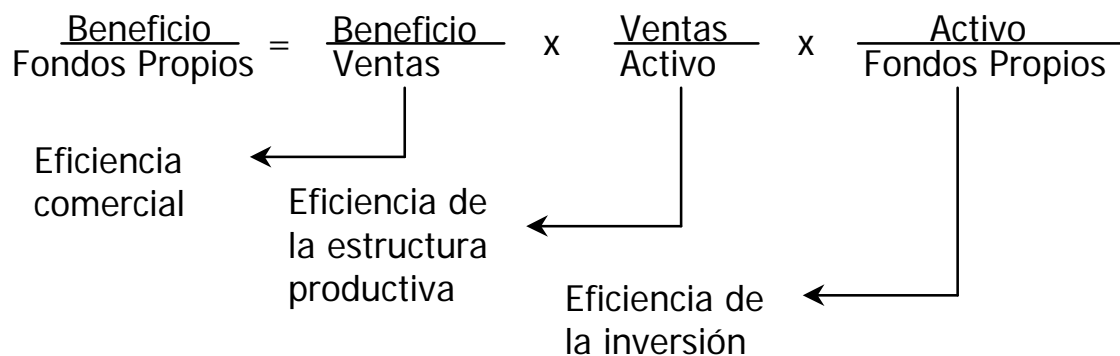 Beneficio = Beneficio x Ventas x Activo
Fondos Propios Ventas Activo Fondos Propios
Eficiencia
comercial
Eficiencia de
la estructura
productiva
Eficiencia de
la inversión